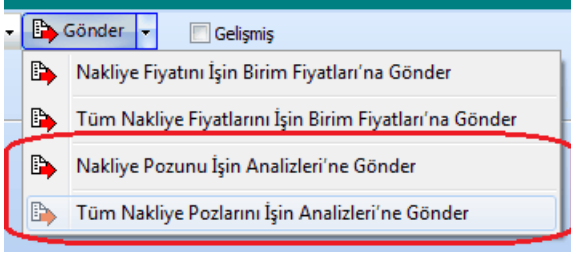 Gönder
Gelişmiş
Nakliye Fiyatını İşin Birim Fiyatları'na Gönder
Tüm Nakliye Fiyatlarını İşin Birim Fiyatları'na Gönder
Nakliye Pozunu İşin Analizleri'ne Gönder
Tüm Nakliye Pozlarını İşin Analizleri'ne Gönder